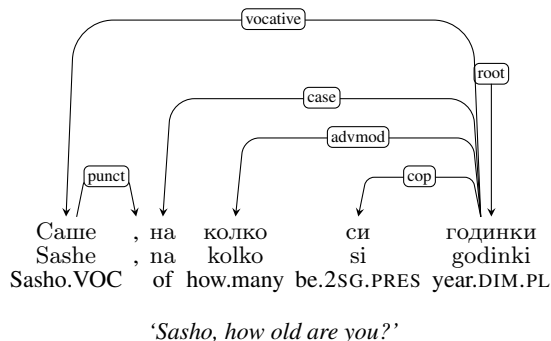 vocative
root
case
advmod
punct
cop
Саше , на колко си годинки
Sashe , na kolko si godinki
Sasho.VOC of how.many be.2SG.PRES year.DIM.PL
‘Sasho, how old are you?’